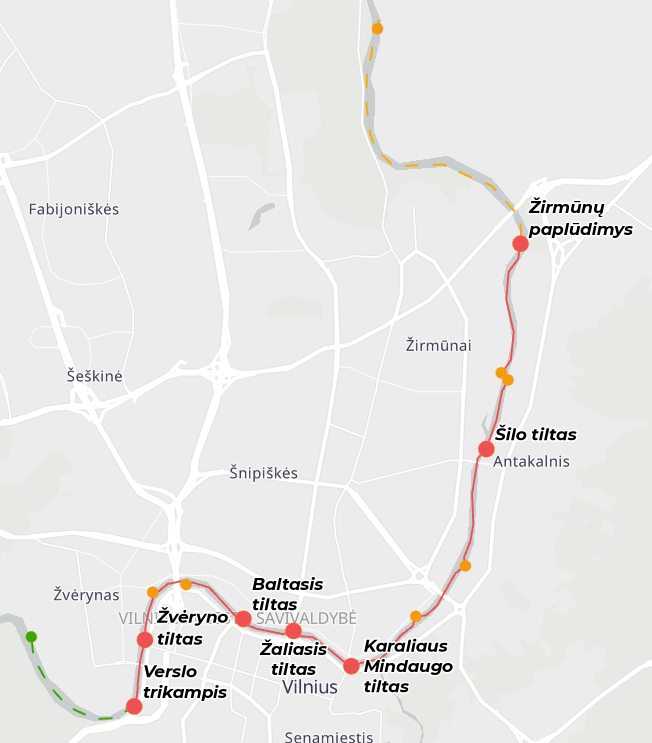 Žirmūnų
paplūdimys
Fabijoniškės
Žirmūnai
Šeškinė
Šilo tiltas
Antakalnis
Šnipiškės
Baltasis
tiltas
Žvėrynas
VILN SAVIVALDYBĖ
Žvėryno
tiltas
Žaliasis
tiltas
Karaliaus
Mindaugo
tiltas
Verslo
trikampis
Vilnius
Senamiestis